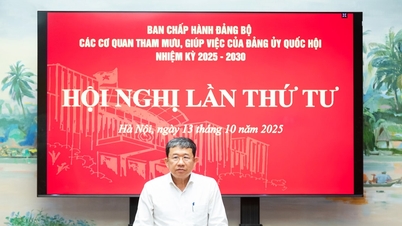 BAN CHẤP HÀNH ĐẢNG BỘ
CÁC CƠ QUAN THAM MƯU, GIÚP VIỆC CỦA ĐẢNG ỦY QUỐC HỘI
NHIỆM KỲ 2025 - 2030
HỘI NGHỊ LẦN THỨ TƯ
Hà Nội, ngày 13 tháng 10 năm 2025